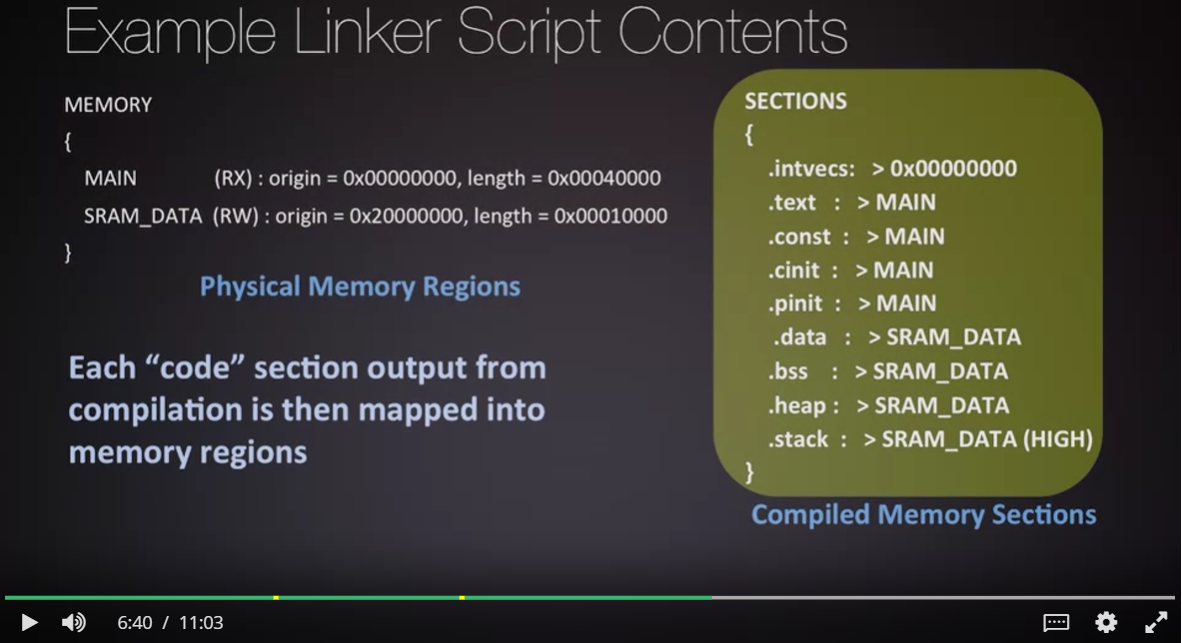 Example Linker Script Contents
MEMORY
{
MAIN (RX) : origin = 0x00000000, length = 0x00040000
SRAM_DATA (RW) : origin = 0x20000000, length = 0x00010000
}
Physical Memory Regions
Each “code” section output from
compilation is then mapped into
memory regions
SECTIONS
{
.intvecs: > 0x00000000
.text : > MAIN
.const : > MAIN
.cinit : > MAIN
.pinit : > MAIN
.data : > SRAM_DATA
.bss : > SRAM_DATA
.heap : > SRAM_DATA
.stack : > SRAM_DATA (HIGH)
}
Compiled Memory Sections
6:40 / 11:03